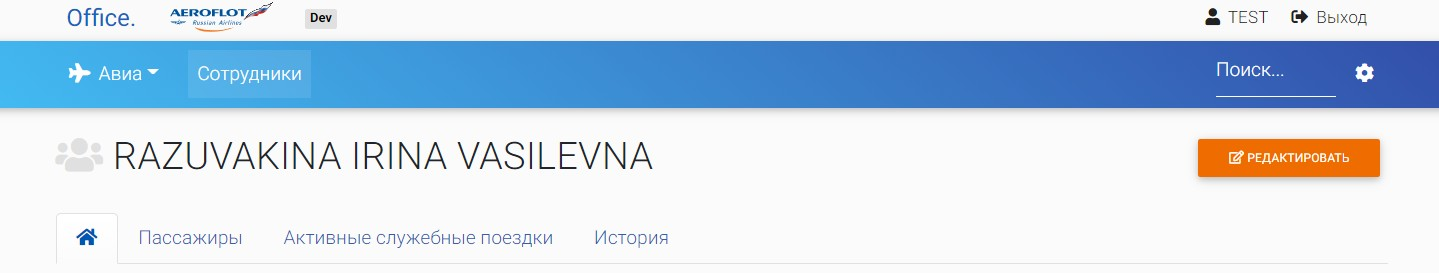 Office. AEROFLOT Russian Airlines Dev TEST Выход
Авиа Сотрудники Поиск...
RAZUVAKINA IRINA VASILEVNA РЕДАКТИРОВАТЬ
Пассажиры Активные служебные поездки История